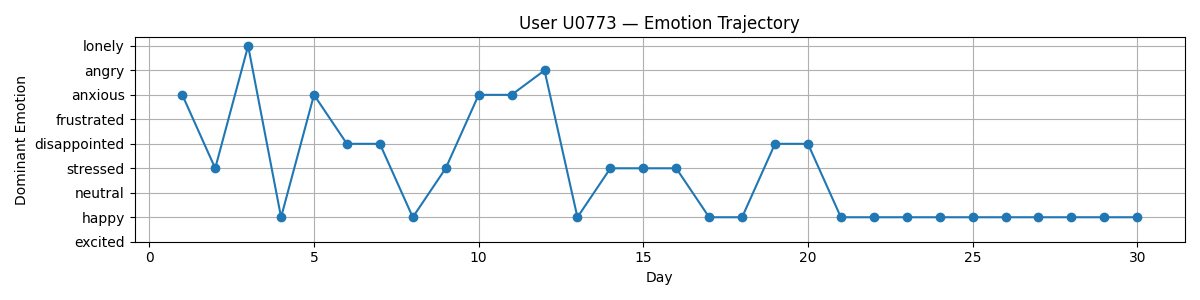 User U0773 — Emotion Trajectory
Dominant Emotion
lonely
angry
anxious
frustrated
disappointed
stressed
neutral
happy
excited
0 5 10 15 20 25 30
Day